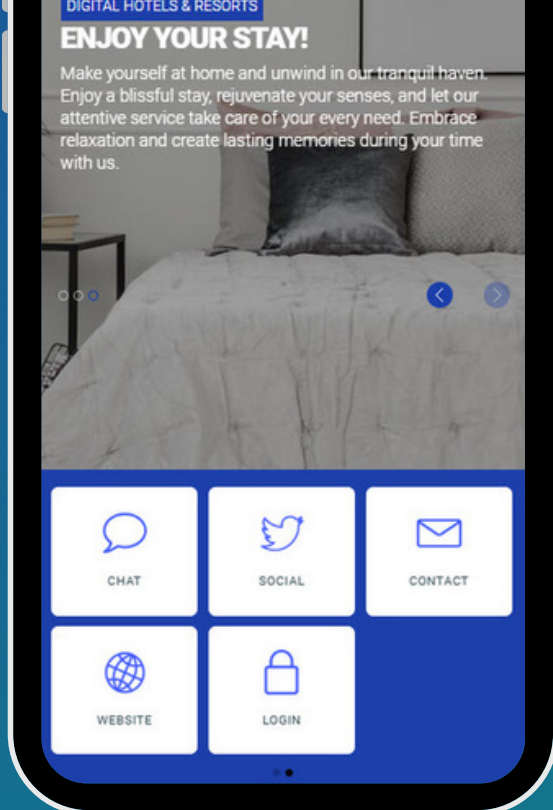 DIGITAL HOTELS & RESORTS
ENJOY YOUR STAY!
Make yourself at home and unwind in our tranquil haven.
Enjoy a blissful stay, rejuvenate your senses, and let our
attentive service take care of your every need. Embrace
relaxation and create lasting memories during your time
with us.
CHAT
SOCIAL
CONTACT
WEBSITE
LOGIN